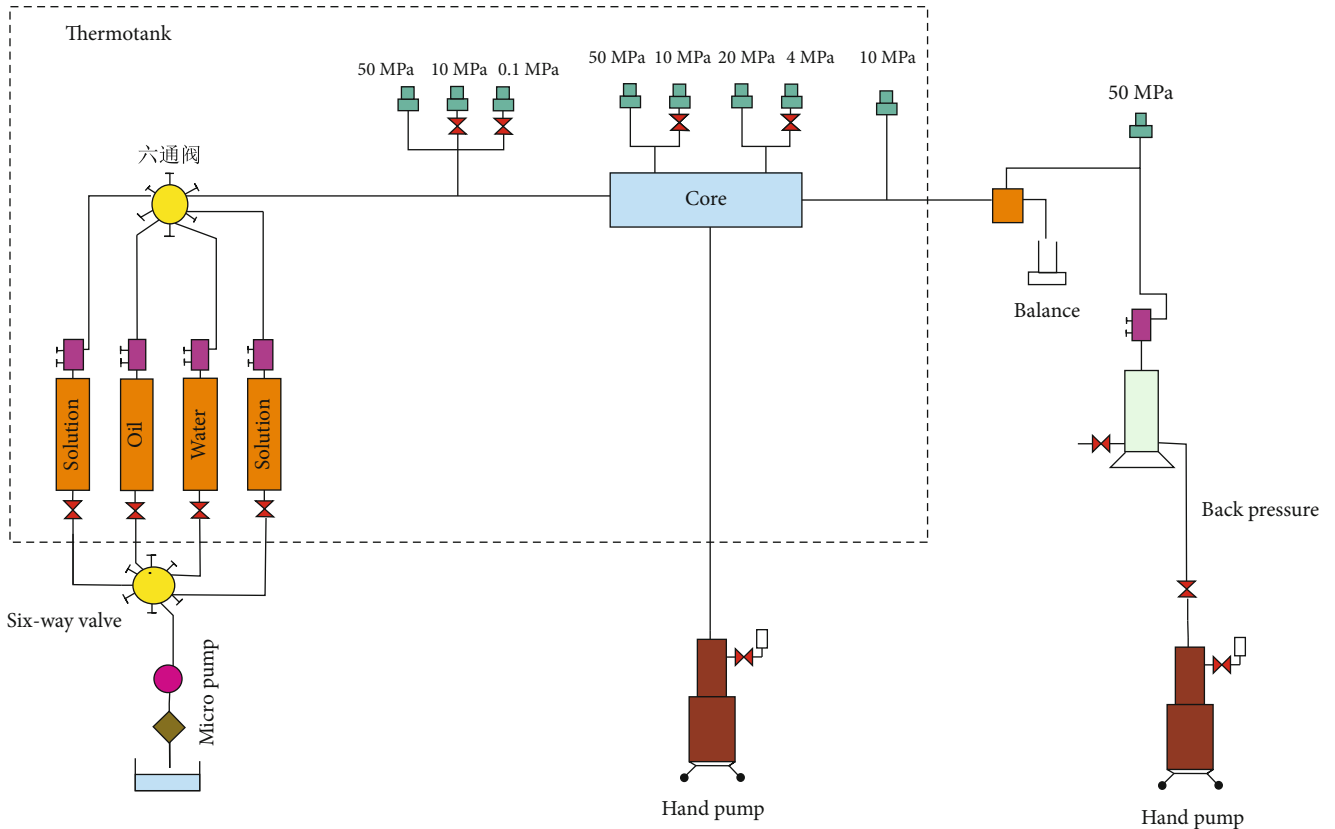 Thermotank
50 MPa
10 MPa
0.1 MPa
50 MPa
10 MPa
20 MPa
4 MPa
10 MPa
50 MPa
六通阀
Core
Balance
Solution
Oil
Water
Solution
Back pressure
Six-way valve
Micro pump
Hand pump
Hand pump